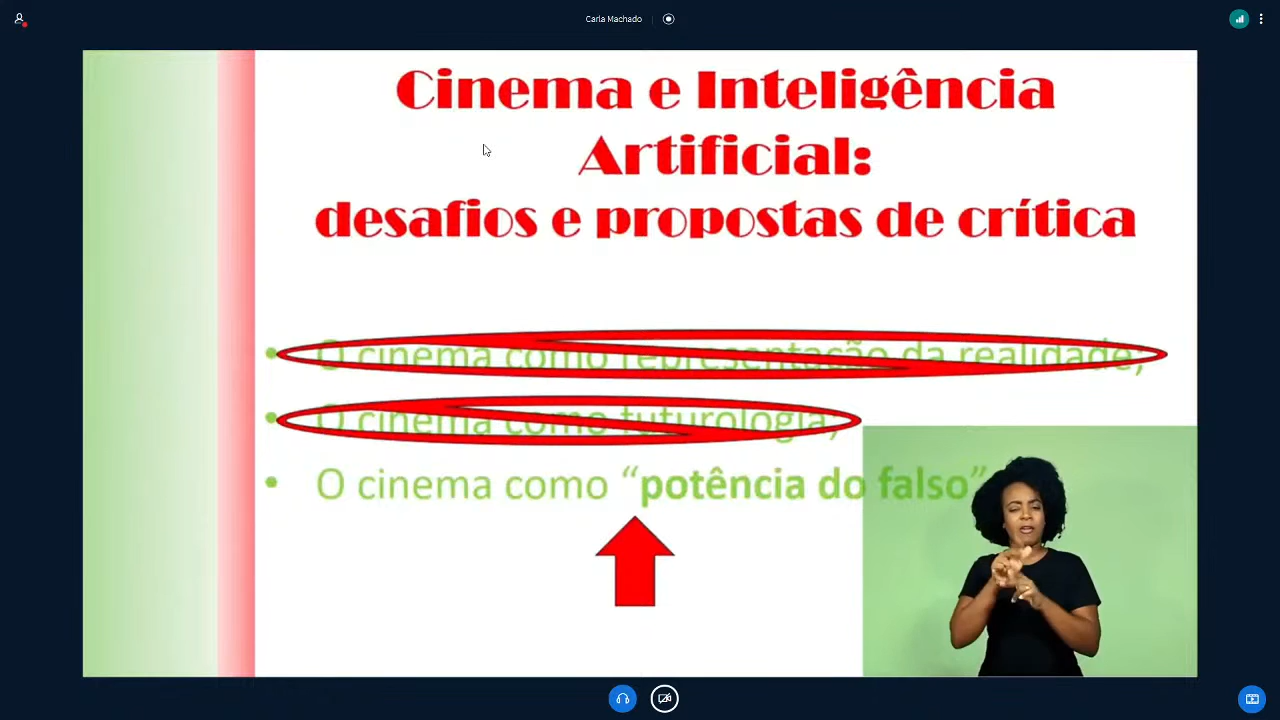 Carla Machado
Cinema e Inteligência
Artificial:
desafios e propostas de crítica
• O cinema como representação da realidade;
• O cinema como futurologia;
• O cinema como “potência do falso”